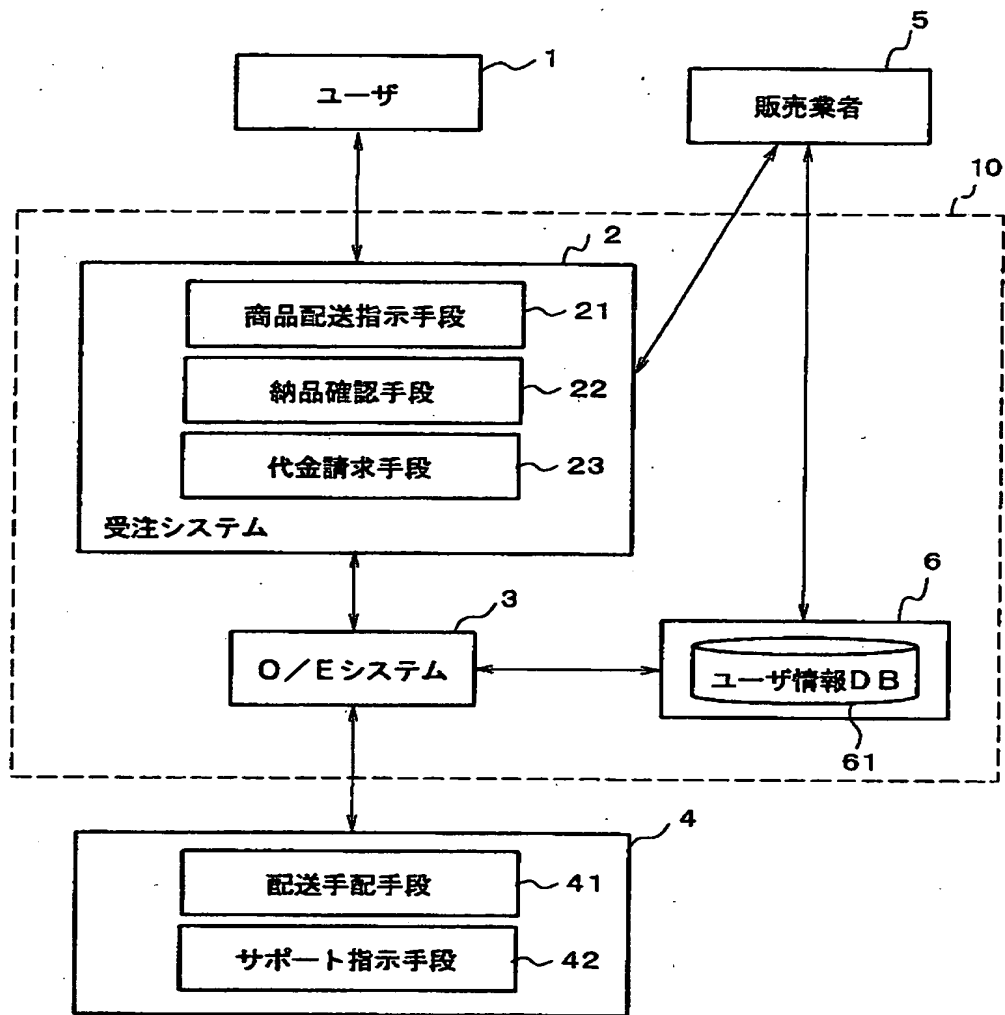 1
ユーザ
5
販売業者
10
2
商品配送指示手段
21
納品確認手段
22
代金請求手段
23
受注システム
3
O/Eシステム
6
ユーザ情報DB
61
4
配送手配手段
41
サポート指示手段
42